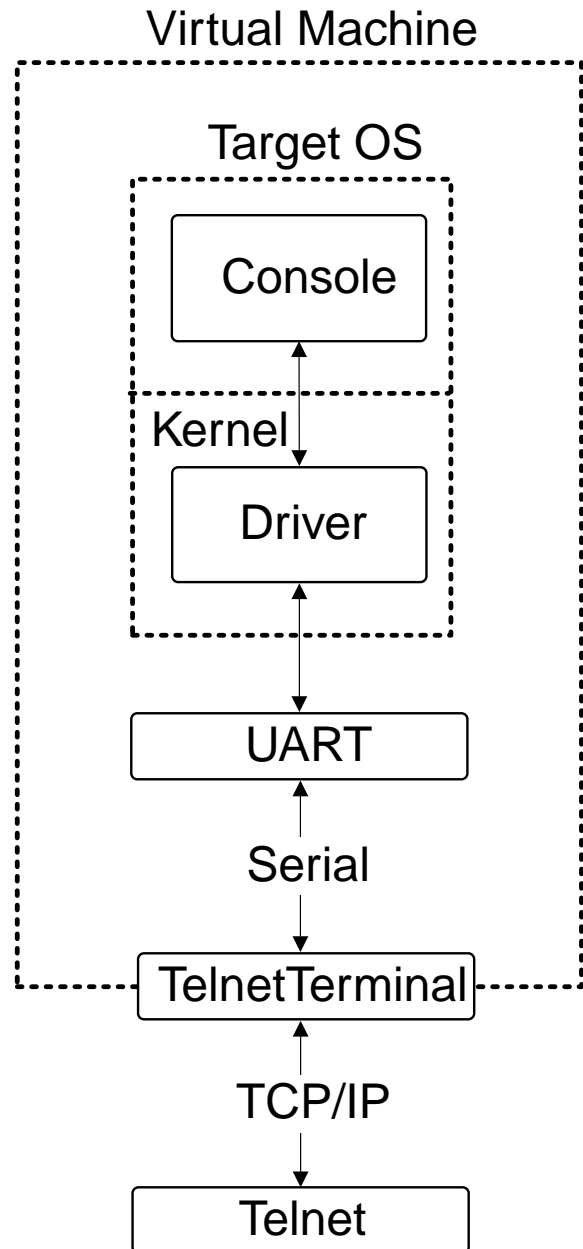 Virtual Machine
Target OS
Console
Kernel
Driver
UART
Serial
TelnetTerminal
TCP/IP
Telnet